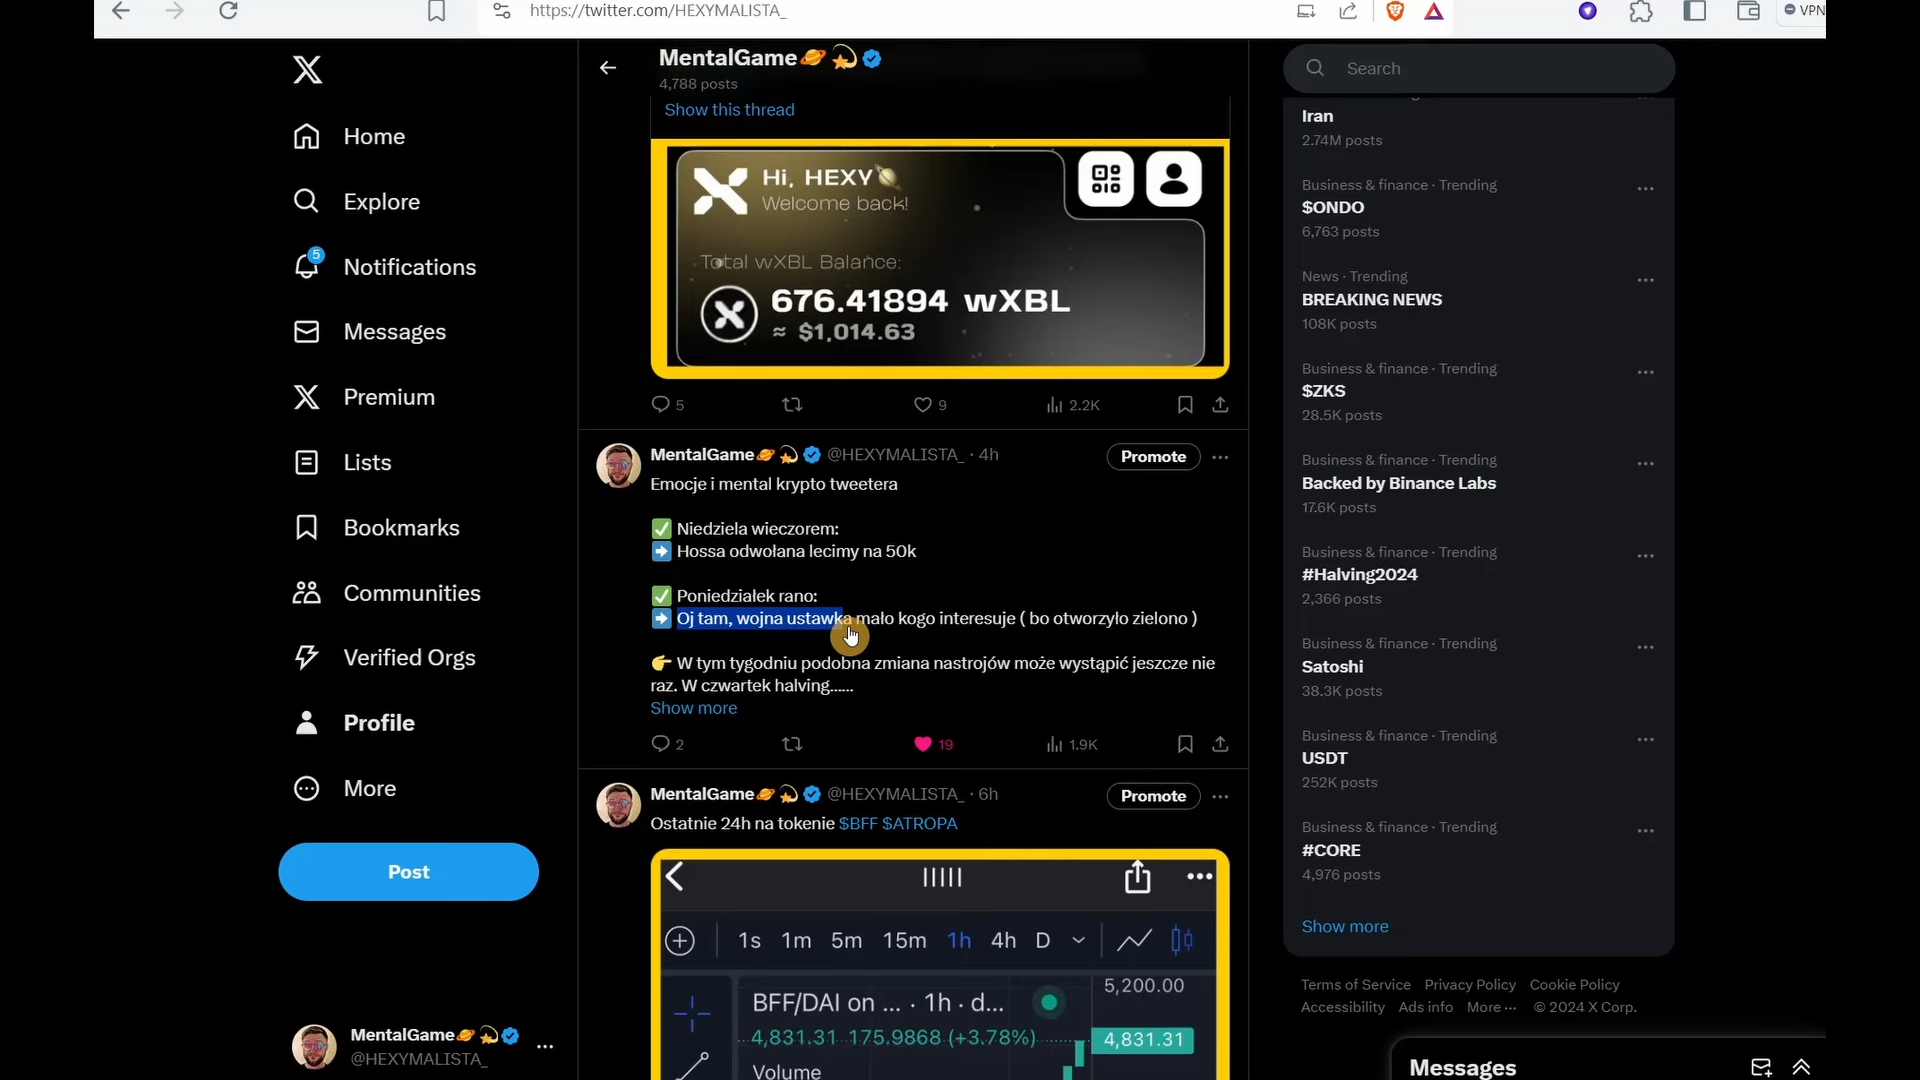 https://twitter.com/HEXYMALISTA_
VPN
MentalGame
4,788 posts
Search
Home
Explore
5
Notifications
Messages
Premium
Lists
Bookmarks
Communities
Verified Orgs
Profile
More
Post
MentalGame
@HEXYMALISTA_
Show this thread
Hi, HEXY
Welcome back!
Total wXBL Balance:
676.41894 wXBL
≈ $1,014.63
5
9
2.2K
MentalGame @HEXYMALISTA_ · 4h
Promote
Emocje i mental krypto tweetera
Niedziela wieczorem:
Hossa odwołana lecimy na 50k
Poniedziałek rano:
Oj tam, wojna ustawka mało kogo interesuje ( bo otworzyło zielono )
W tym tygodniu podobna zmiana nastrojów może wystąpić jeszcze nie
raz. W czwartek halving......
Show more
2
19
1.9K
MentalGame @HEXYMALISTA_ · 6h
Promote
Ostatnie 24h na tokenie $BFF $ATROPA
1s 1m 5m 15m 1h 4h D
BFF/DAI on ... · 1h · d...
5,200.00
4,831.31 175.9868 (+3.78%)
4,831.31
Volume
Iran
2.74M posts
Business & finance · Trending
$ONDO
6,763 posts
News · Trending
BREAKING NEWS
108K posts
Business & finance · Trending
$ZKS
28.5K posts
Business & finance · Trending
Backed by Binance Labs
17.6K posts
Business & finance · Trending
#Halving2024
2,366 posts
Business & finance · Trending
Satoshi
38.3K posts
Business & finance · Trending
USDT
252K posts
Business & finance · Trending
#CORE
4,976 posts
Show more
Terms of Service Privacy Policy Cookie Policy
Accessibility Ads info More ··· © 2024 X Corp.
Messages